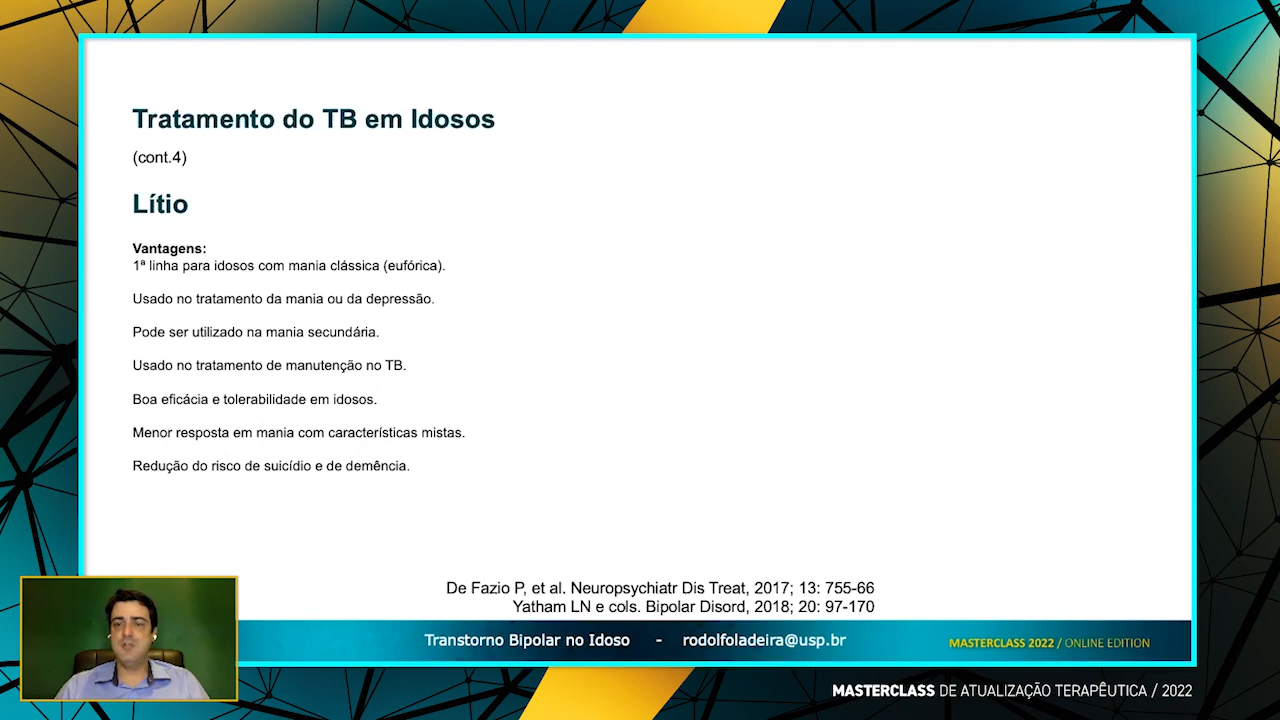 Tratamento do TB em Idosos
(cont.4)
Lítio
Vantagens:
1ª linha para idosos com mania clássica (eufórica).
Usado no tratamento da mania ou da depressão.
Pode ser utilizado na mania secundária.
Usado no tratamento de manutenção no TB.
Boa eficácia e tolerabilidade em idosos.
Menor resposta em mania com características mistas.
Redução do risco de suicídio e de demência.
De Fazio P, et al. Neuropsychiatr Dis Treat, 2017; 13: 755-66
Yatham LN e cols. Bipolar Disord, 2018; 20: 97-170
Transtorno Bipolar no Idoso - rodolfoladeira@usp.br
MASTERCLASS 2022 / ONLINE EDITION
MASTERCLASS DE ATUALIZAÇÃO TERAPÊUTICA / 2022